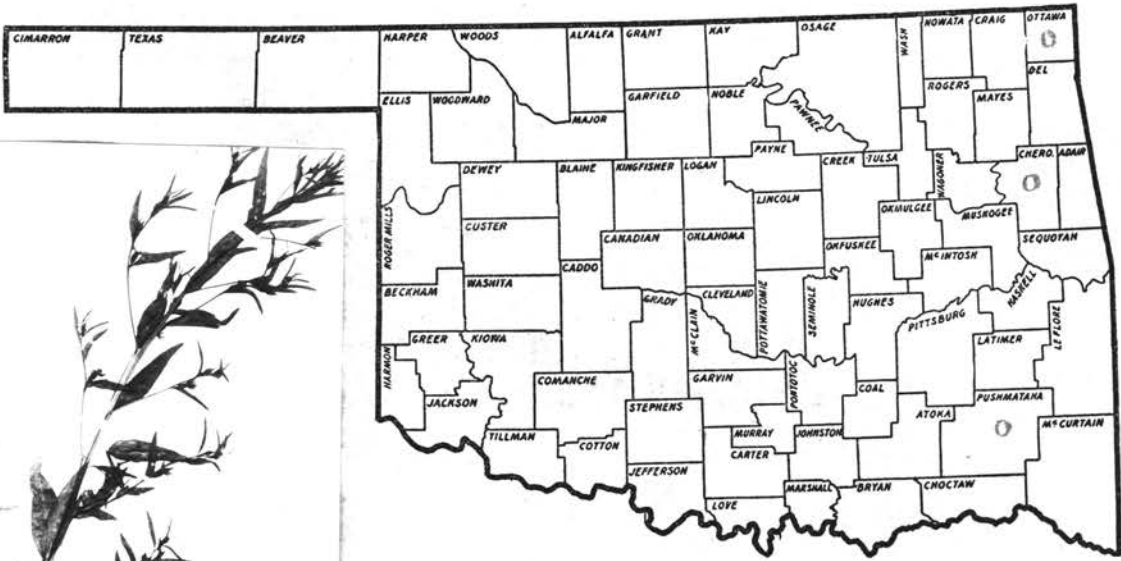 CIMARRON TEXAS BEAVER HARPER WOODS ALFALFA GRANT KAY OSAGE WASH NOWATA CRAIG OTTAWA
ELLIS WOODWARD MAJOR GARFIELD NOBLE PAWNEE ROGERS MAYES DEL
DEWEY BLAINE KINGFISHER LOGAN PAYNE CREEK TULSA WAGONER CHERO. ADAIR
ROGER MILLS CUSTER CANADIAN OKLAHOMA LINCOLN OKMULGEE MUSKOGEE
BECKHAM WASHITA CADDO GRADY CLEVELAND POTTAWATOMIE SEMINOLE OKFUSKEE McINTOSH SEQUOYAH
HARMON GREER KIOWA McCLAIN HUGHES PITTSBURG HASKELL LE FLORE
JACKSON COMANCHE GARVIN PONTOTOC COAL LATIMER
TILLMAN COTTON STEPHENS MURRAY JOHNSTON ATOKA PUSHMATAHA McCURTAIN
JEFFERSON CARTER LOVE MARSHALL BRYAN CHOCTAW